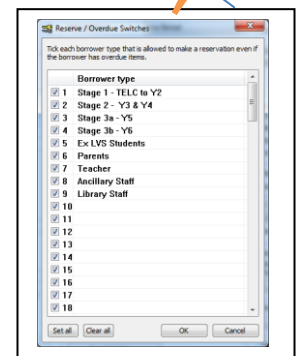 Reserve / Overdue Switches
Tick each borrower type that is allowed to make a reservation even if
the borrower has overdue items.
Borrower type
1 Stage 1 - TELC to Y2
2 Stage 2 - Y3 & Y4
3 Stage 3a - Y5
4 Stage 3b - Y6
5 Ex LVS Students
6 Parents
7 Teacher
8 Ancillary Staff
9 Library Staff
10
11
12
13
14
15
16
17
18
Set all Clear all OK Cancel